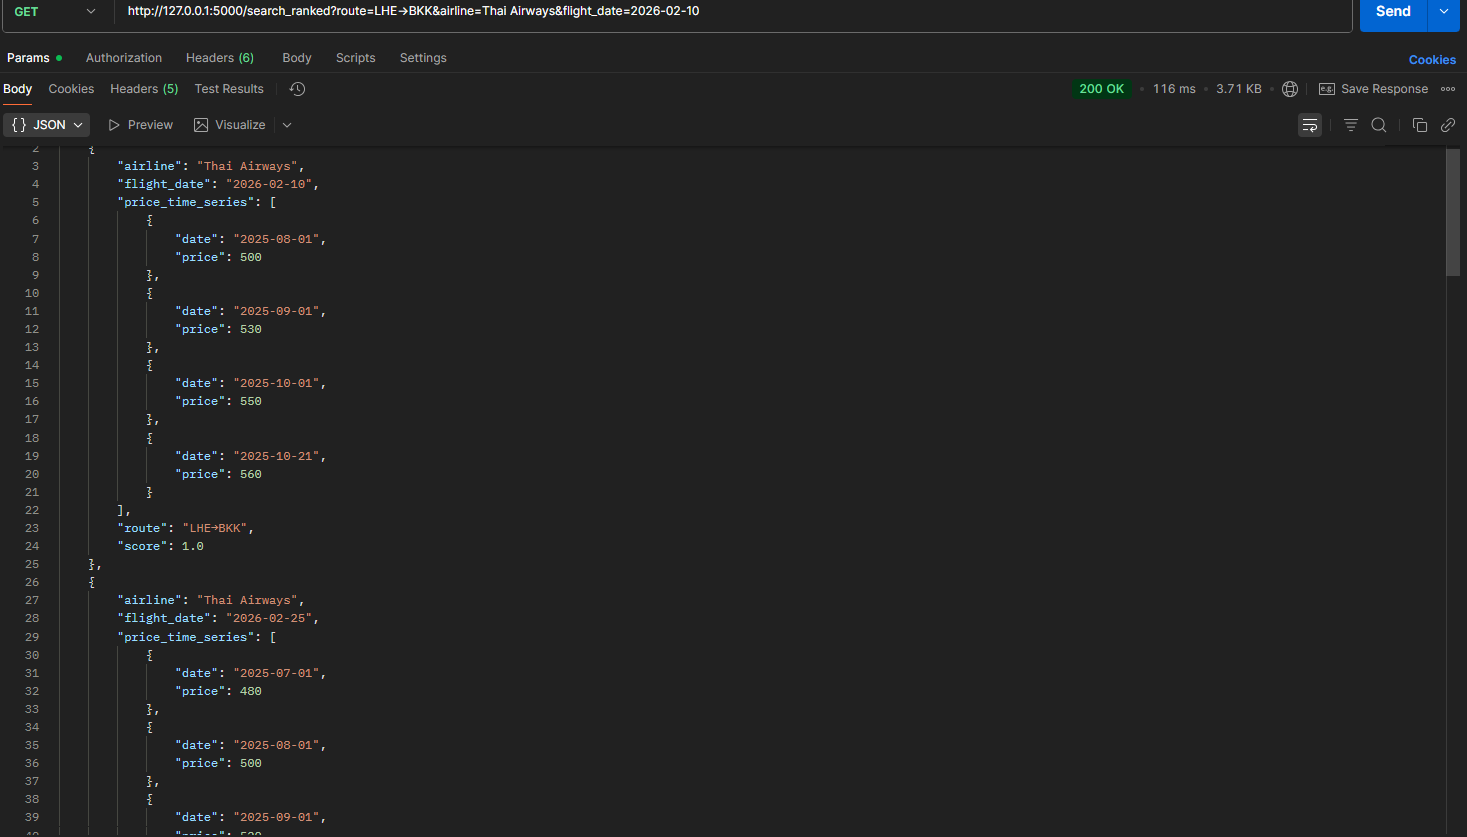 GET http://127.0.0.1:5000/search_ranked?route=LHE→BKK&airline=Thai Airways&flight_date=2026-02-10 Send
Params Authorization Headers (6) Body Scripts Settings Cookies
Body Cookies Headers (5) Test Results 200 OK 116 ms 3.71 KB e.g. Save Response
{} JSON Preview Visualize
2 {
3 "airline": "Thai Airways",
4 "flight_date": "2026-02-10",
5 "price_time_series": [
6 {
7 "date": "2025-08-01",
8 "price": 500
9 },
10 {
11 "date": "2025-09-01",
12 "price": 530
13 },
14 {
15 "date": "2025-10-01",
16 "price": 550
17 },
18 {
19 "date": "2025-10-21",
20 "price": 560
21 }
22 ],
23 "route": "LHE→BKK",
24 "score": 1.0
25 },
26 {
27 "airline": "Thai Airways",
28 "flight_date": "2026-02-25",
29 "price_time_series": [
30 {
31 "date": "2025-07-01",
32 "price": 480
33 },
34 {
35 "date": "2025-08-01",
36 "price": 500
37 },
38 {
39 "date": "2025-09-01",
40 "price": 530